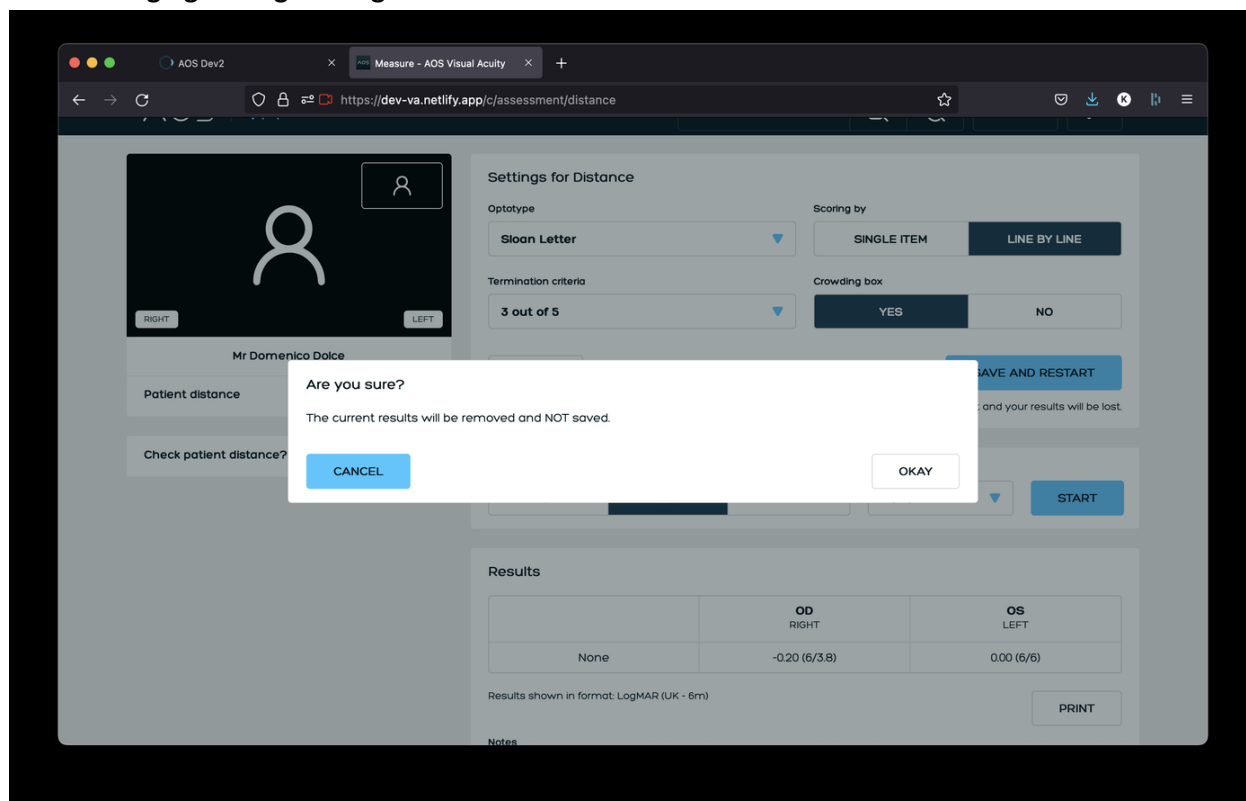 AOS Dev2
Measure - AOS Visual Acuity
https://dev-va.netlify.app/c/assessment/distance
K
RIGHT
LEFT
Mr Domenico Dolce
Patient distance
Check patient distance?
Settings for Distance
Optotype
Scoring by
Sloan Letter
SINGLE ITEM
LINE BY LINE
Termination criteria
Crowding box
3 out of 5
YES
NO
SAVE AND RESTART
and your results will be lost.
Are you sure?
The current results will be removed and NOT saved.
CANCEL
OKAY
START
Results
OD
RIGHT
OS
LEFT
None
-0.20 (6/3.8)
0.00 (6/6)
Results shown in format: LogMAR (UK - 6m)
PRINT
Notes